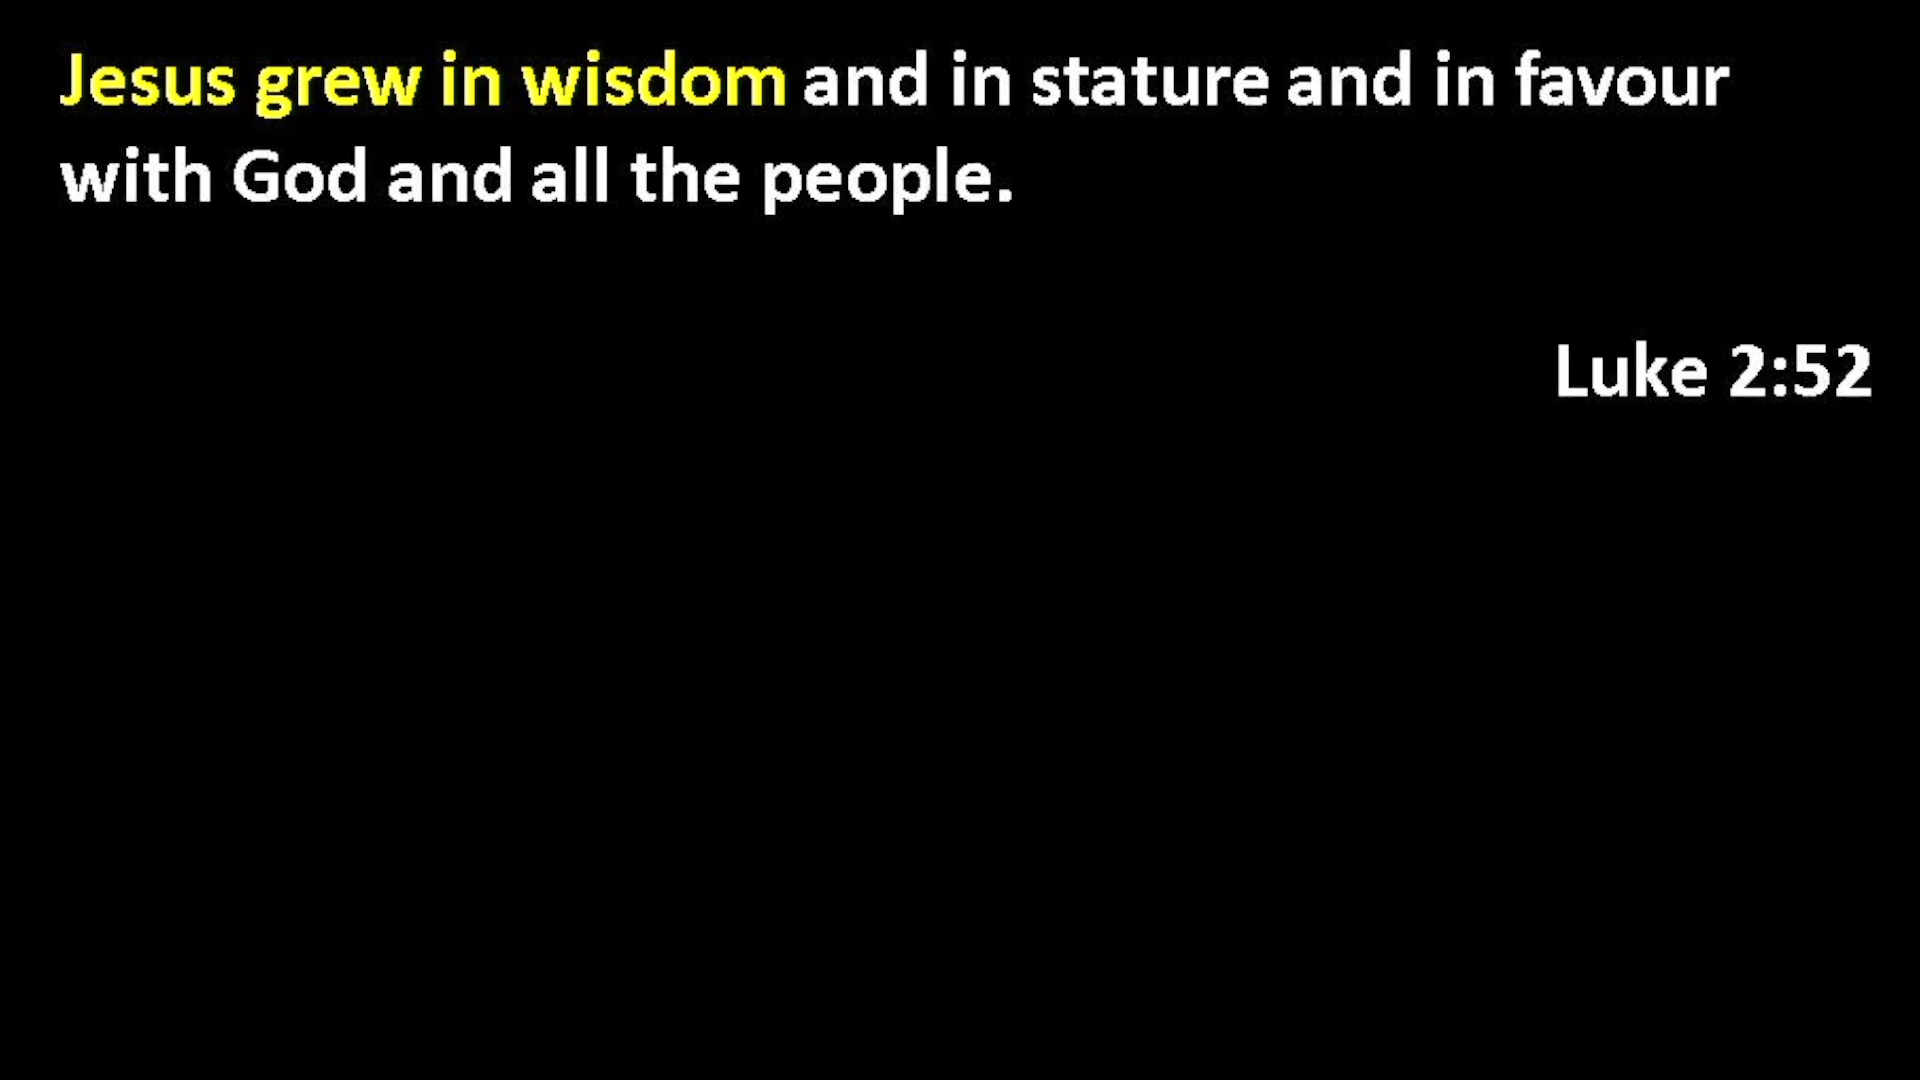 Jesus grew in wisdom and in stature and in favour
with God and all the people.
Luke 2:52